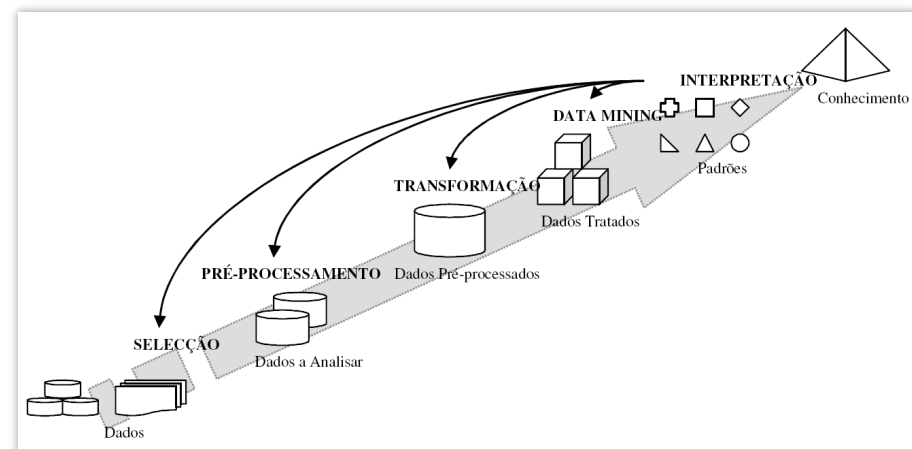 INTERPRETAÇÃO
Conhecimento
DATA MINING
Padrões
TRANSFORMAÇÃO
Dados Tratados
PRÉ-PROCESSAMENTO
Dados Pré-processados
SELECÇÃO
Dados a Analisar
Dados